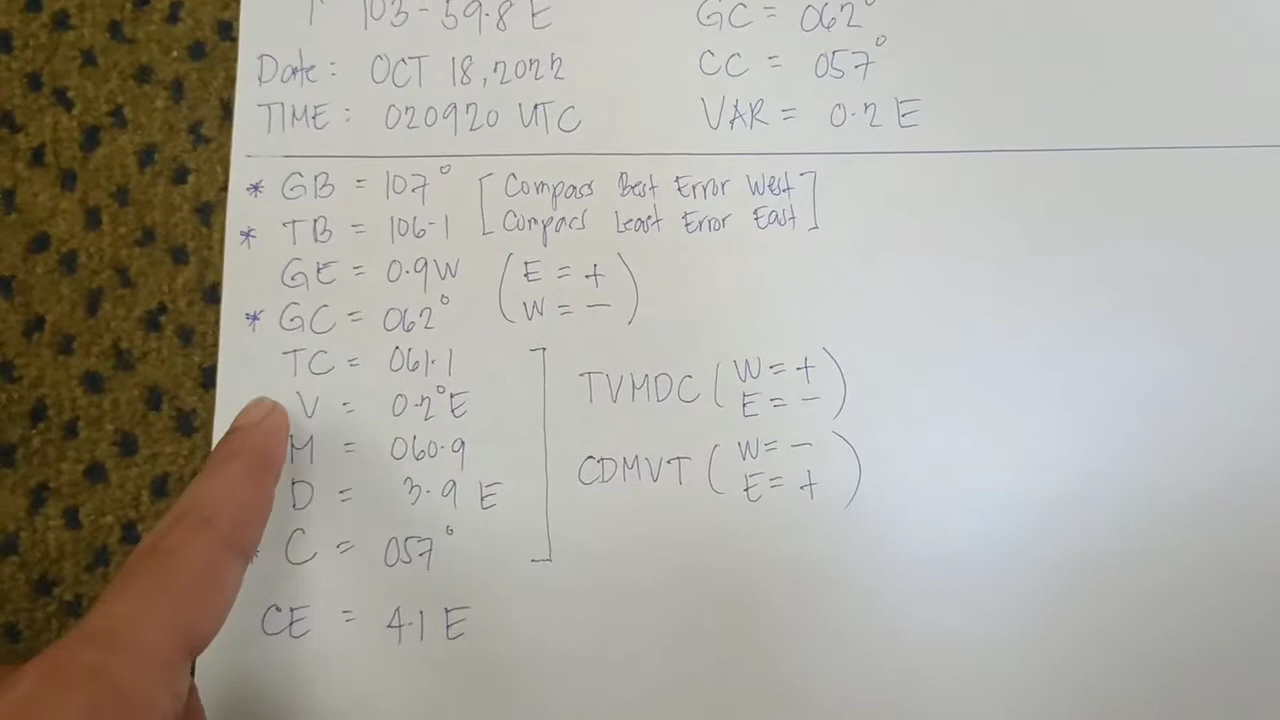 103-59.8 E
GC = 062°
Date: OCT 18, 2022
CC = 057°
TIME: 020920 UTC
VAR = 0.2 E
* GB = 107° [Compass Best Error West]
* TB = 106.1 [Compacs Least Error East]
GE = 0.9W (E = +
W = -)
* GC = 062°
TC = 061.1
V = 0.2°E
M = 060.9
D = 3.9 E
* C = 057°
CE = 4.1 E
TVMDC (W = +
E = -)
CDMVT (W = -
E = +)